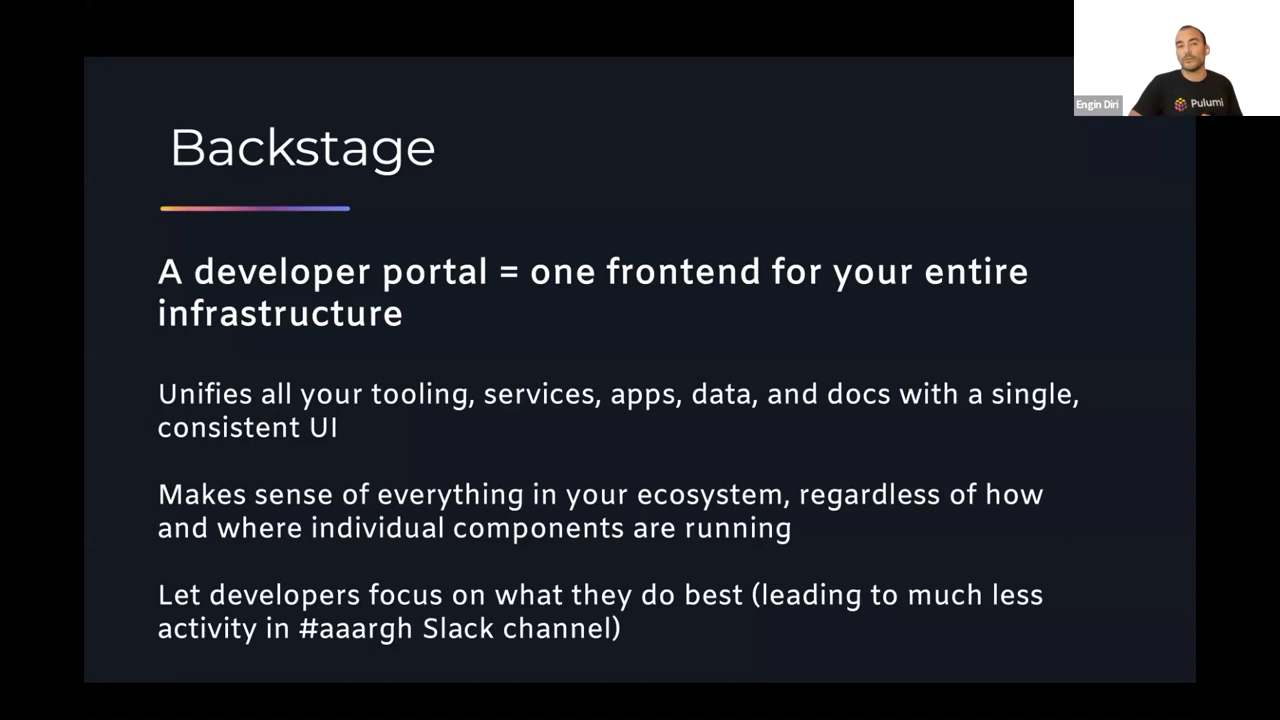 Backstage
A developer portal = one frontend for your entire
infrastructure
Unifies all your tooling, services, apps, data, and docs with a single,
consistent UI
Makes sense of everything in your ecosystem, regardless of how
and where individual components are running
Let developers focus on what they do best (leading to much less
activity in #aaargh Slack channel)
Engin Diri
Pulumi